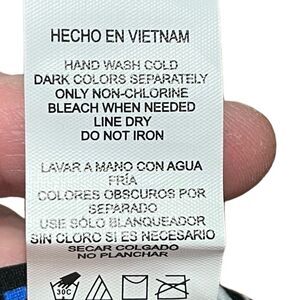 HECHO EN VIETNAM
HAND WASH COLD
DARK COLORS SEPARATELY
ONLY NON-CHLORINE
BLEACH WHEN NEEDED
LINE DRY
DO NOT IRON
LAVAR A MANO CON AGUA
FRÍA
COLORES OBSCUROS POR
SEPARADO
USE SÓLO BLANQUEADOR
SIN CLORO SI ES NECESARIO
SECAR COLGADO
NO PLANCHAR
30C